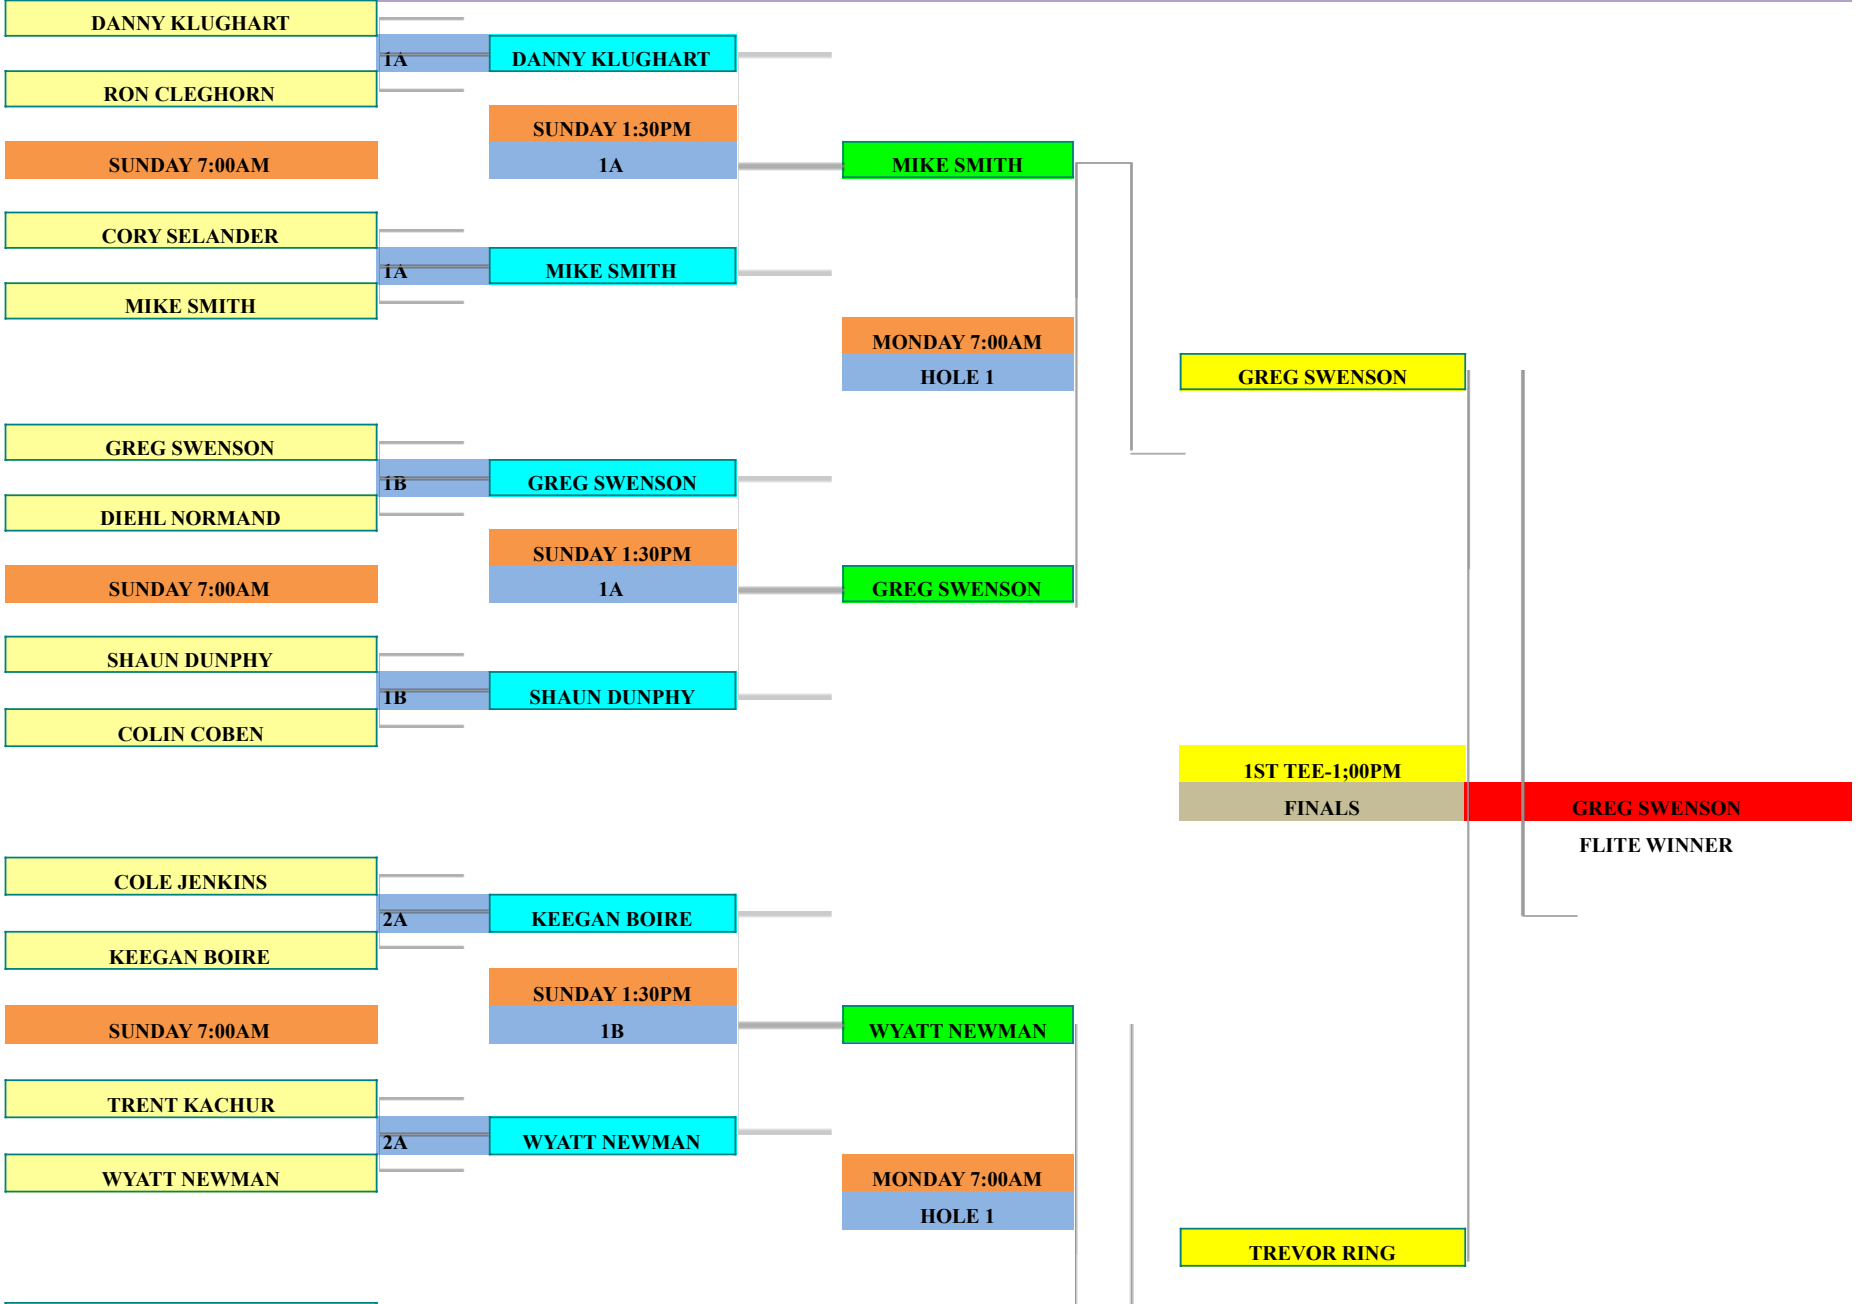 DANNY KLUGHART
1A
DANNY KLUGHART
RON CLEGHORN
SUNDAY 1:30PM
SUNDAY 7:00AM
1A
MIKE SMITH
CORY SELANDER
1A
MIKE SMITH
MIKE SMITH
MONDAY 7:00AM
HOLE 1
GREG SWENSON
GREG SWENSON
1B
GREG SWENSON
DIEHL NORMAND
SUNDAY 1:30PM
SUNDAY 7:00AM
1A
GREG SWENSON
SHAUN DUNPHY
1B
SHAUN DUNPHY
COLIN COBEN
1ST TEE-1;00PM
FINALS
GREG SWENSON
FLITE WINNER
COLE JENKINS
2A
KEEGAN BOIRE
KEEGAN BOIRE
SUNDAY 1:30PM
SUNDAY 7:00AM
1B
WYATT NEWMAN
TRENT KACHUR
2A
WYATT NEWMAN
WYATT NEWMAN
MONDAY 7:00AM
HOLE 1
TREVOR RING